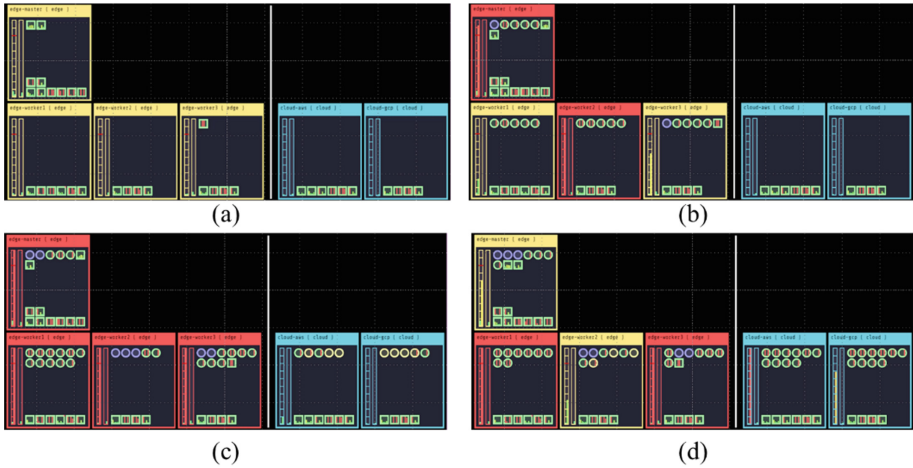 edge-master ( edge )
edge-master ( edge )
edge-worker1 ( edge )
edge-worker2 ( edge )
edge-worker3 ( edge )
cloud-aws ( cloud )
cloud-gcp ( cloud )
edge-worker1 ( edge )
edge-worker2 ( edge )
edge-worker3 ( edge )
cloud-aws ( cloud )
cloud-gcp ( cloud )
(a)
(b)
edge-master ( edge )
edge-master ( edge )
edge-worker1 ( edge )
edge-worker2 ( edge )
edge-worker3 ( edge )
cloud-aws ( cloud )
cloud-gcp ( cloud )
edge-worker1 ( edge )
edge-worker2 ( edge )
edge-worker3 ( edge )
cloud-aws ( cloud )
cloud-gcp ( cloud )
(c)
(d)